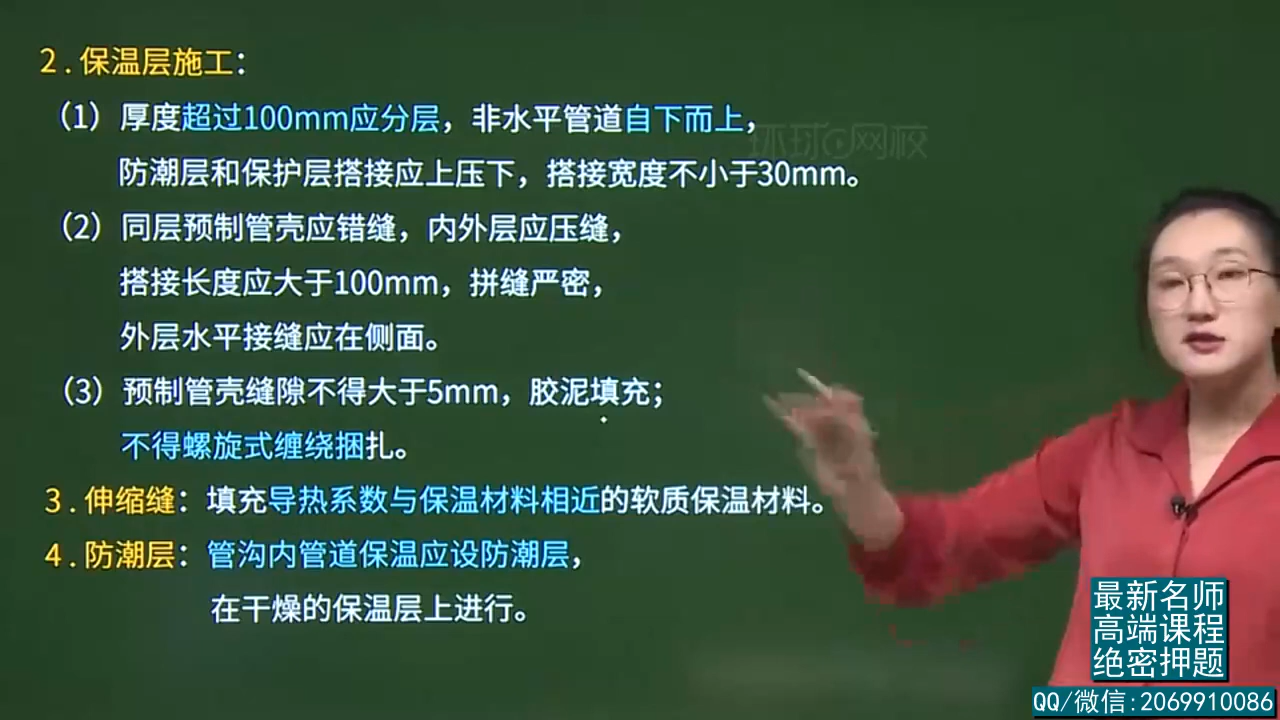 2 . 保温层施工：
（1）厚度超过100mm应分层，非水平管道自下而上，
防潮层和保护层搭接应上压下，搭接宽度不小于30mm。
（2）同层预制管壳应错缝，内外层应压缝，
搭接长度应大于100mm，拼缝严密，
外层水平接缝应在侧面。
（3）预制管壳缝隙不得大于5mm，胶泥填充；
不得螺旋式缠绕捆扎。
3 . 伸缩缝：填充导热系数与保温材料相近的软质保温材料。
4 . 防潮层：管沟内管道保温应设防潮层，
在干燥的保温层上进行。
环球网校
最新名师
高端课程
绝密押题
QQ/微信:2069910086